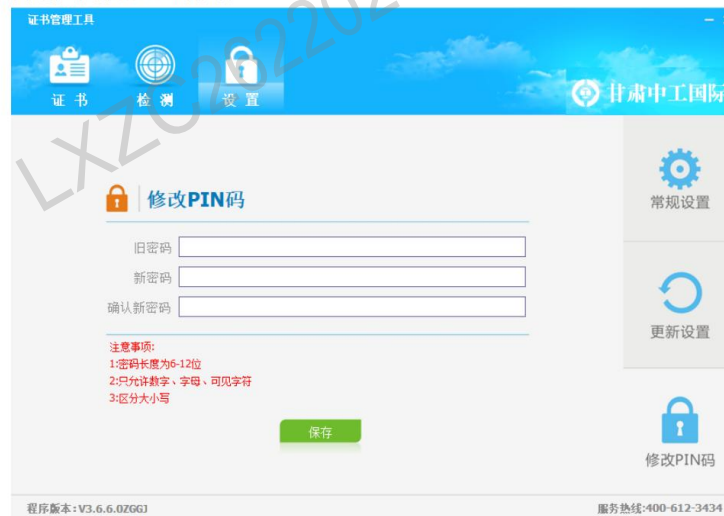 证书管理工具
证书
检测
设置
甘肃中工国际
LXZC262202
修改PIN码
旧密码
新密码
确认新密码
注意事项:
1:密码长度为6-12位
2:只允许数字、字母、可见字符
3:区分大小写
保存
常规设置
更新设置
修改PIN码
程序版本:V3.6.6.0ZGGJ
服务热线:400-612-3434